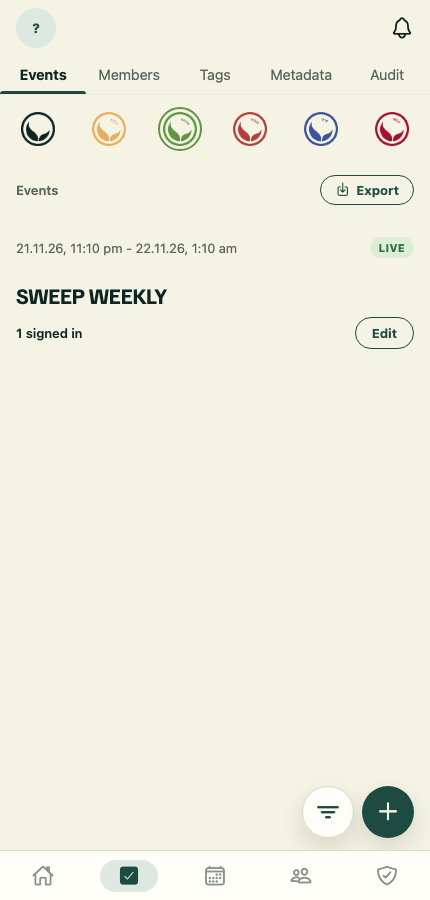 ?
Events Members Tags Metadata Audit
Events
Export
21.11.26, 11:10 pm - 22.11.26, 1:10 am
LIVE
SWEEP WEEKLY
1 signed in
Edit